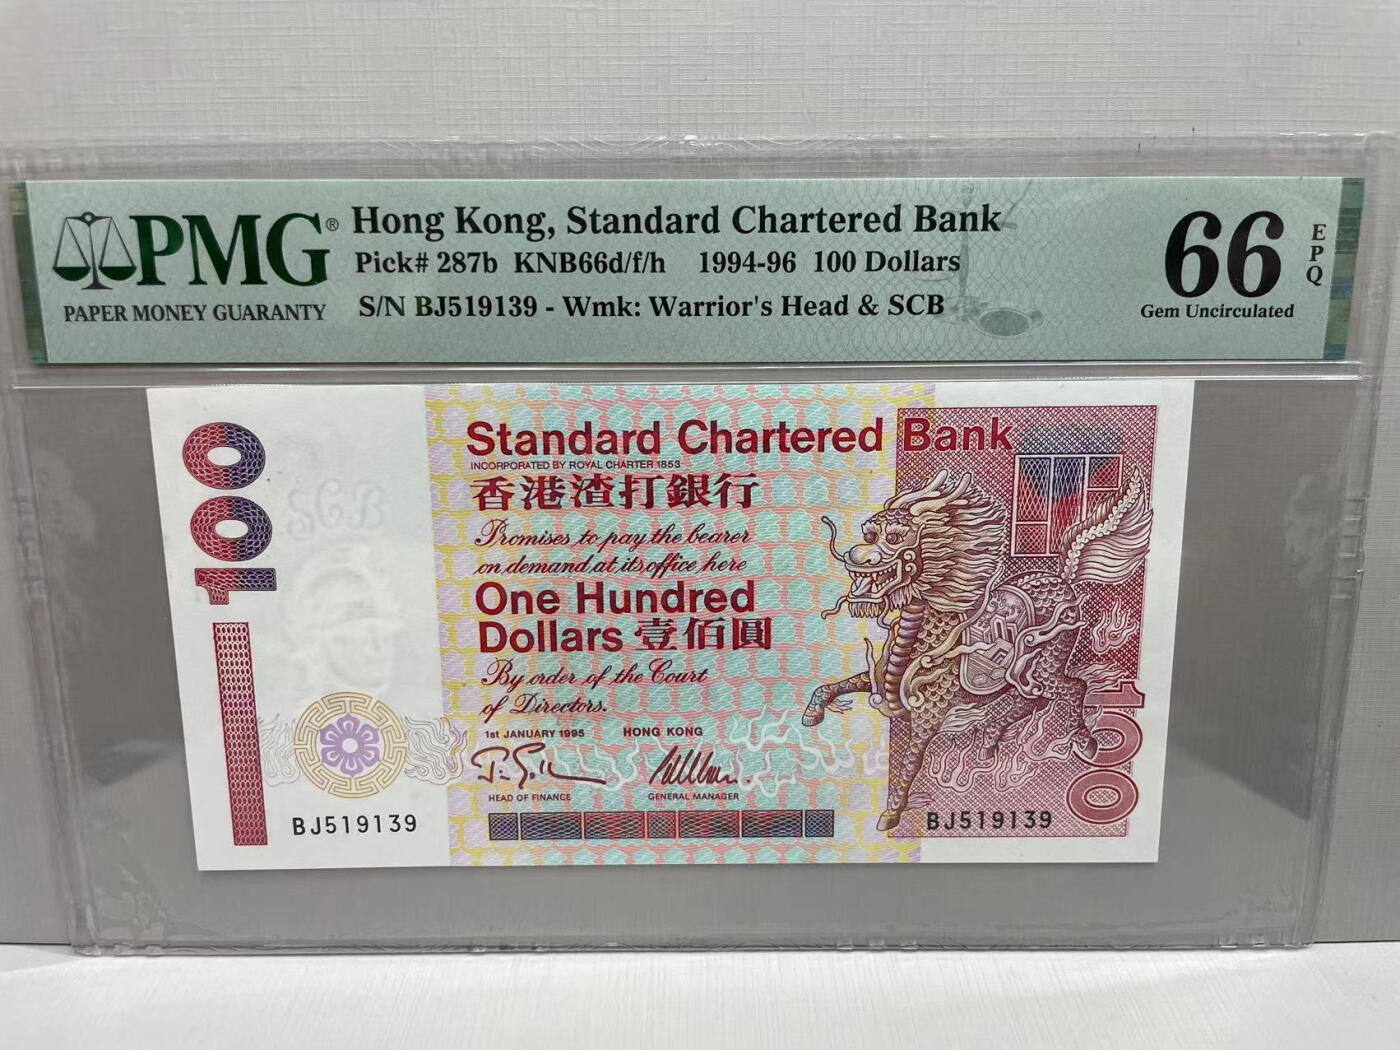 PMG®
PAPER MONEY GUARANTY
Hong Kong, Standard Chartered Bank
Pick# 287b KNB66d/f/h 1994-96 100 Dollars
S/N BJ519139 - Wmk: Warrior's Head & SCB
66
EPQ
Gem Uncirculated
100
SCB
Standard Chartered Bank
INCORPORATED BY ROYAL CHARTER 1853
香港渣打銀行
Promises to pay the bearer
on demand at its office here
One Hundred
Dollars 壹佰圓
By order of the Court
of Directors.
1st JANUARY 1995 HONG KONG
HEAD OF FINANCE GENERAL MANAGER
BJ519139
BJ519139
100